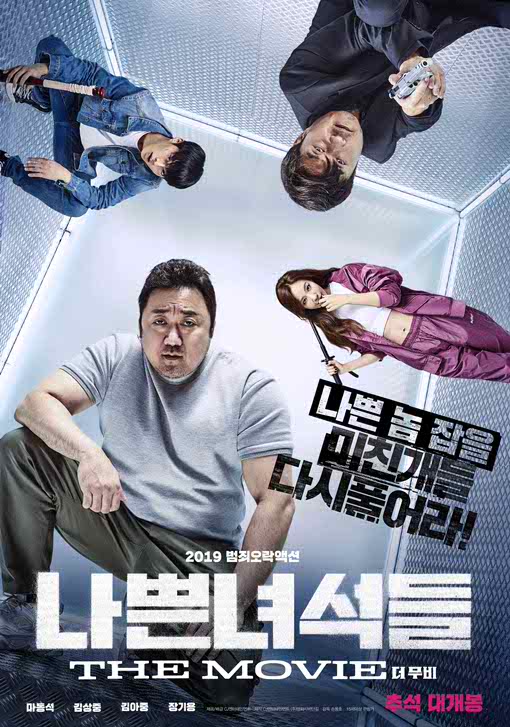 나쁜 놈 잡을
미친개들
다시풀어라!
2019 범죄오락액션
나쁜녀석들
THE MOVIE 더 무비
마동석 김상중 김아중 장기용
추석 대개봉